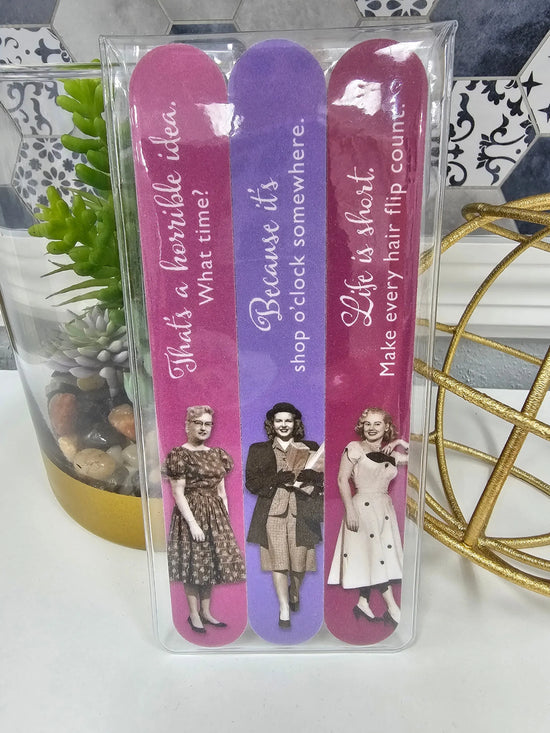 That's a horrible idea.
What time?
Because it's
shop o'clock somewhere.
Life is short.
Make every hair flip count.